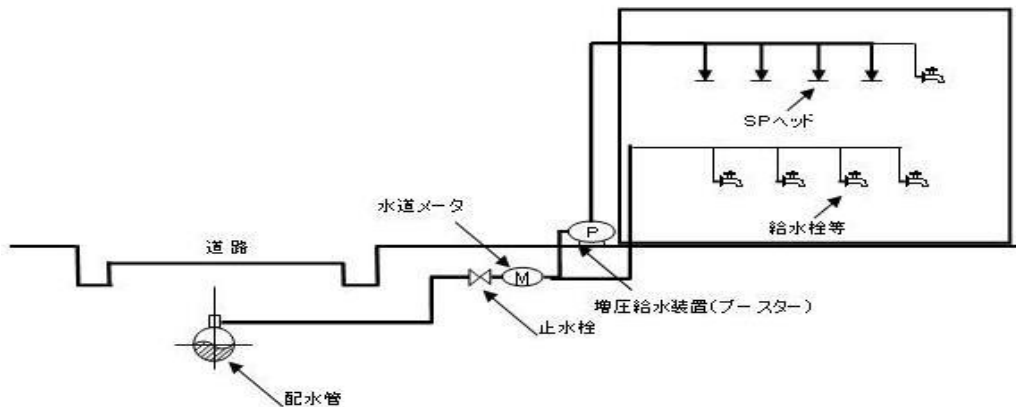 SPヘッド
水道メータ
給水栓等
P
道路
M
増圧給水装置(ブースター)
止水栓
配水管